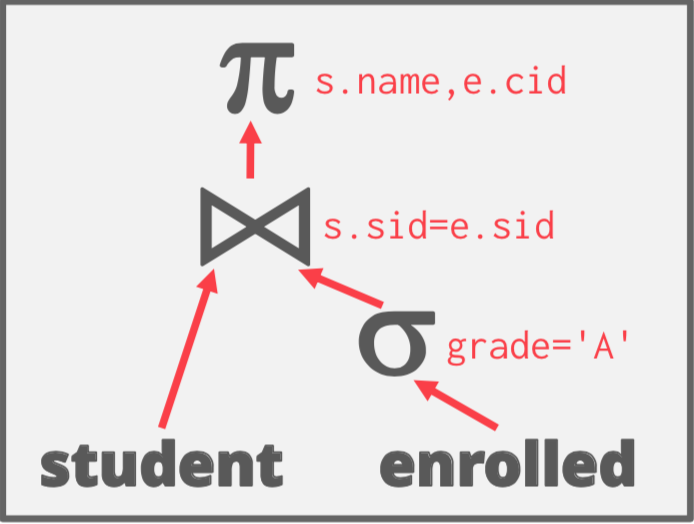 π s.name,e.cid
⋈ s.sid=e.sid
σ grade='A'
student enrolled